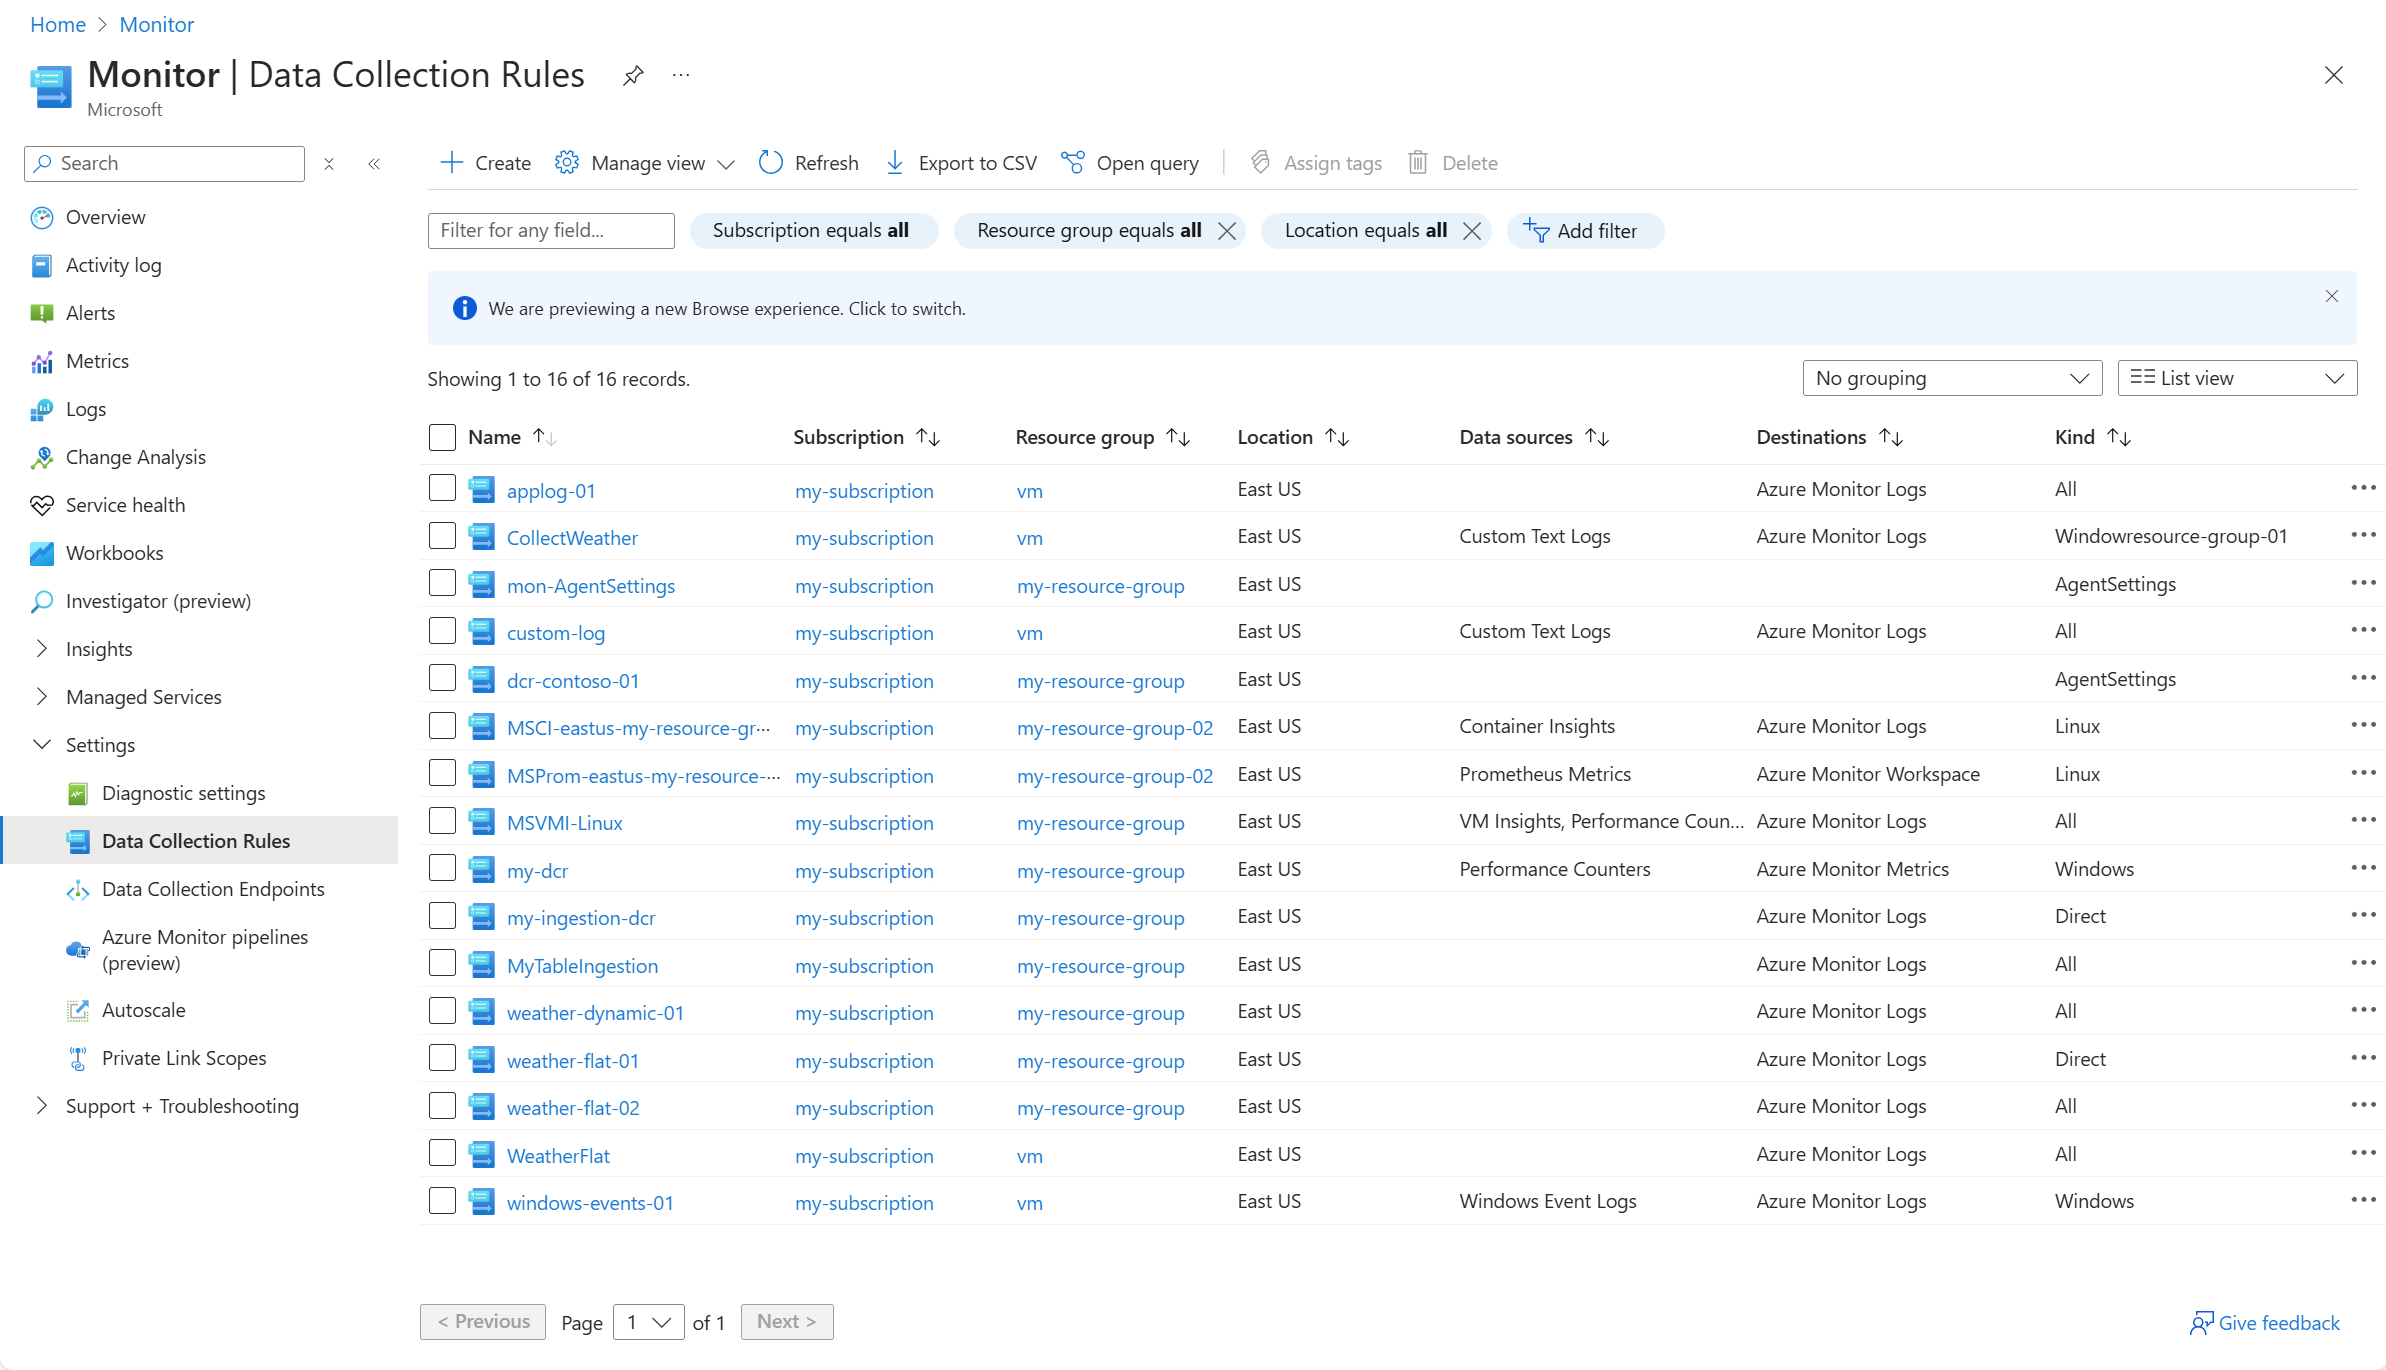 Home > Monitor
Monitor | Data Collection Rules ...
Microsoft
Search
Overview
Activity log
Alerts
Metrics
Logs
Change Analysis
Service health
Workbooks
Investigator (preview)
Insights
Managed Services
Settings
Diagnostic settings
Data Collection Rules
Data Collection Endpoints
Azure Monitor pipelines
(preview)
Autoscale
Private Link Scopes
Support + Troubleshooting
Create Manage view Refresh Export to CSV Open query Assign tags Delete
Filter for any field... Subscription equals all Resource group equals all Location equals all Add filter
We are previewing a new Browse experience. Click to switch.
Showing 1 to 16 of 16 records. No grouping List view
Name Subscription Resource group Location Data sources Destinations Kind
applog-01 my-subscription vm East US Azure Monitor Logs All
CollectWeather my-subscription vm East US Custom Text Logs Azure Monitor Logs Windowresource-group-01
mon-AgentSettings my-subscription my-resource-group East US AgentSettings
custom-log my-subscription vm East US Custom Text Logs Azure Monitor Logs All
dcr-contoso-01 my-subscription my-resource-group East US AgentSettings
MSCI-eastus-my-resource-gr... my-subscription my-resource-group-02 East US Container Insights Azure Monitor Logs Linux
MSProm-eastus-my-resource-... my-subscription my-resource-group-02 East US Prometheus Metrics Azure Monitor Workspace Linux
MSVMI-Linux my-subscription my-resource-group East US VM Insights, Performance Coun... Azure Monitor Logs All
my-dcr my-subscription my-resource-group East US Performance Counters Azure Monitor Metrics Windows
my-ingestion-dcr my-subscription my-resource-group East US Azure Monitor Logs Direct
MyTableIngestion my-subscription my-resource-group East US Azure Monitor Logs All
weather-dynamic-01 my-subscription my-resource-group East US Azure Monitor Logs All
weather-flat-01 my-subscription my-resource-group East US Azure Monitor Logs Direct
weather-flat-02 my-subscription my-resource-group East US Azure Monitor Logs All
WeatherFlat my-subscription vm East US Azure Monitor Logs All
windows-events-01 my-subscription vm East US Windows Event Logs Azure Monitor Logs Windows
< Previous Page 1 of 1 Next > Give feedback